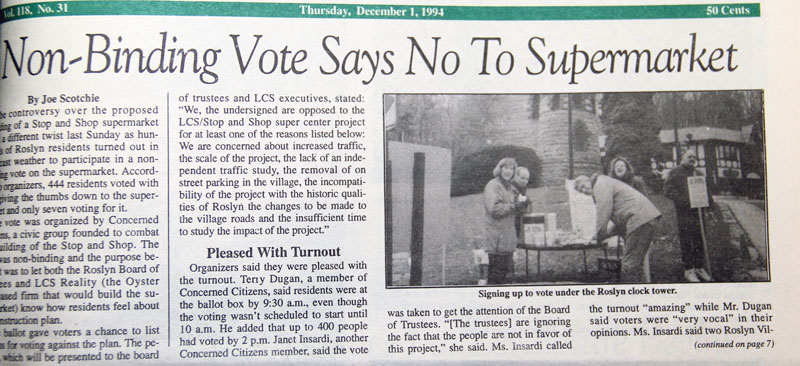 Vol. 118, No. 31
Thursday, December 1, 1994
50 Cents
Non-Binding Vote Says No To Supermarket
By Joe Scotchie
controversy over the proposed
of a Stop and Shop supermarket
a different twist last Sunday as hun-
of Roslyn residents turned out in
weather to participate in a non-
vote on the supermarket. Accord-
organizers, 444 residents voted with
giving the thumbs down to the super-
and only seven voting for it.
vote was organized by Concerned
a civic group founded to combat
building of the Stop and Shop. The
was non-binding and the purpose be-
was to let both the Roslyn Board of
and LCS Reality (the Oyster
based firm that would build the su-
know how residents feel about
construction plan.
ballot gave voters a chance to list
for voting against the plan. The pe-
which will be presented to the board
of trustees and LCS executives, stated:
“We, the undersigned are opposed to the
LCS/Stop and Shop super center project
for at least one of the reasons listed below:
We are concerned about increased traffic,
the scale of the project, the lack of an inde-
pendent traffic study, the removal of on
street parking in the village, the incompati-
bility of the project with the historic quali-
ties of Roslyn the changes to be made to
the village roads and the insufficient time
to study the impact of the project.”
Pleased With Turnout
Organizers said they were pleased with
the turnout. Terry Dugan, a member of
Concerned Citizens, said residents were at
the ballot box by 9:30 a.m., even though
the voting wasn’t scheduled to start until
10 a.m. He added that up to 400 people
had voted by 2 p.m. Janet Insardi, another
Concerned Citizens member, said the vote
Signing up to vote under the Roslyn clock tower.
was taken to get the attention of the Board
of Trustees. “[The trustees] are ignoring
the fact that the people are not in favor of
this project,” she said. Ms. Insardi called
the turnout “amazing” while Mr. Dugan
said voters were “very vocal” in their
opinions. Ms. Insardi said two Roslyn Vil-
(continued on page 7)